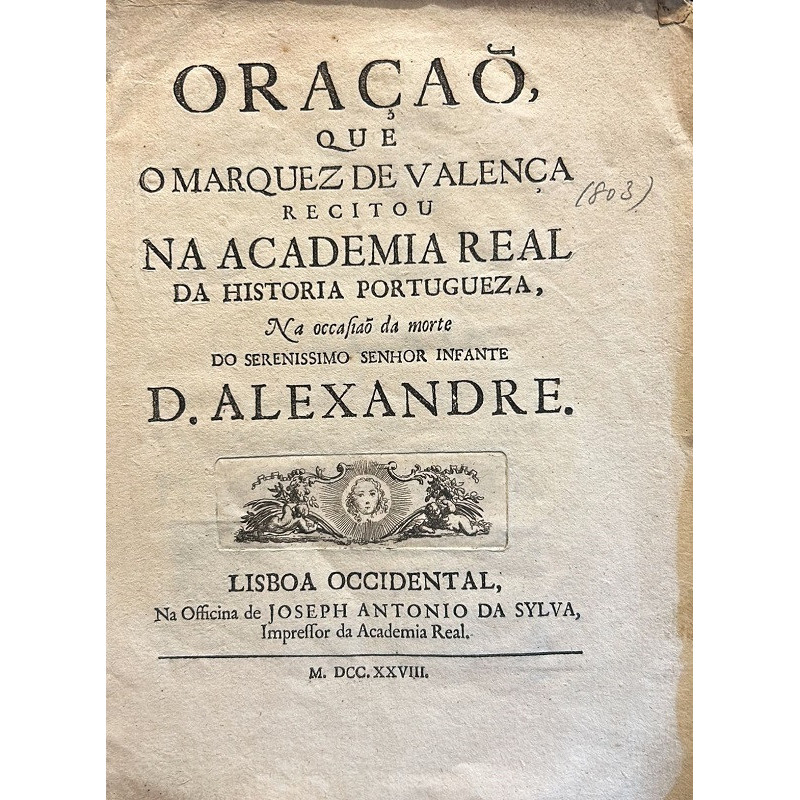 ORAÇAÕ,
QUE
O MARQUEZ DE VALENÇA
(803)
RECITOU
NA ACADEMIA REAL
DA HISTORIA PORTUGUEZA,
Na occaſiaõ da morte
DO SERENISSIMO SENHOR INFANTE
D. ALEXANDRE.
LISBOA OCCIDENTAL,
Na Officina de JOSEPH ANTONIO DA SYLVA,
Impreſſor da Academia Real.
M. DCC. XXVIII.